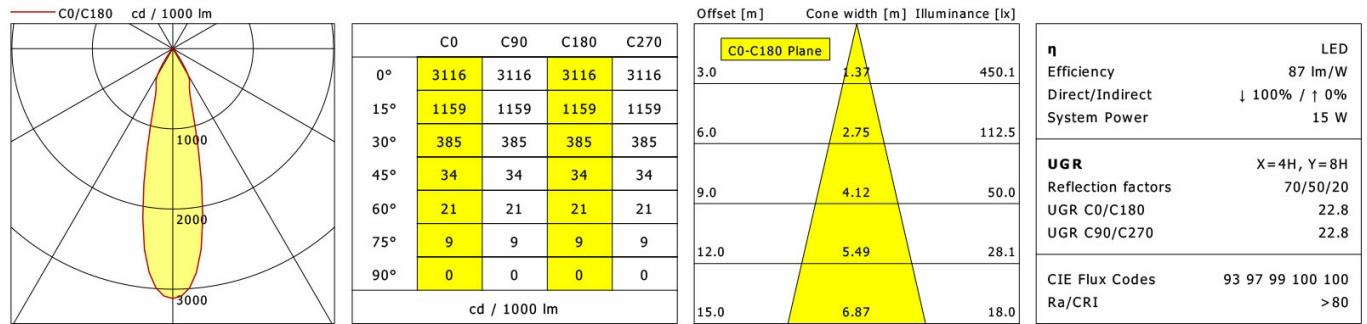 C0/C180 cd / 1000 lm
1000
2000
3000
C0 C90 C180 C270
0° 3116 3116 3116 3116
15° 1159 1159 1159 1159
30° 385 385 385 385
45° 34 34 34 34
60° 21 21 21 21
75° 9 9 9 9
90° 0 0 0 0
cd / 1000 lm
Offset [m] Cone width [m] Illuminance [lx]
C0-C180 Plane
3.0 1.37 450.1
6.0 2.75 112.5
9.0 4.12 50.0
12.0 5.49 28.1
15.0 6.87 18.0
η LED
Efficiency 87 lm/W
Direct/Indirect ↓ 100% / ↑ 0%
System Power 15 W
UGR X=4H, Y=8H
Reflection factors 70/50/20
UGR C0/C180 22.8
UGR C90/C270 22.8
CIE Flux Codes 93 97 99 100 100
Ra/CRI >80